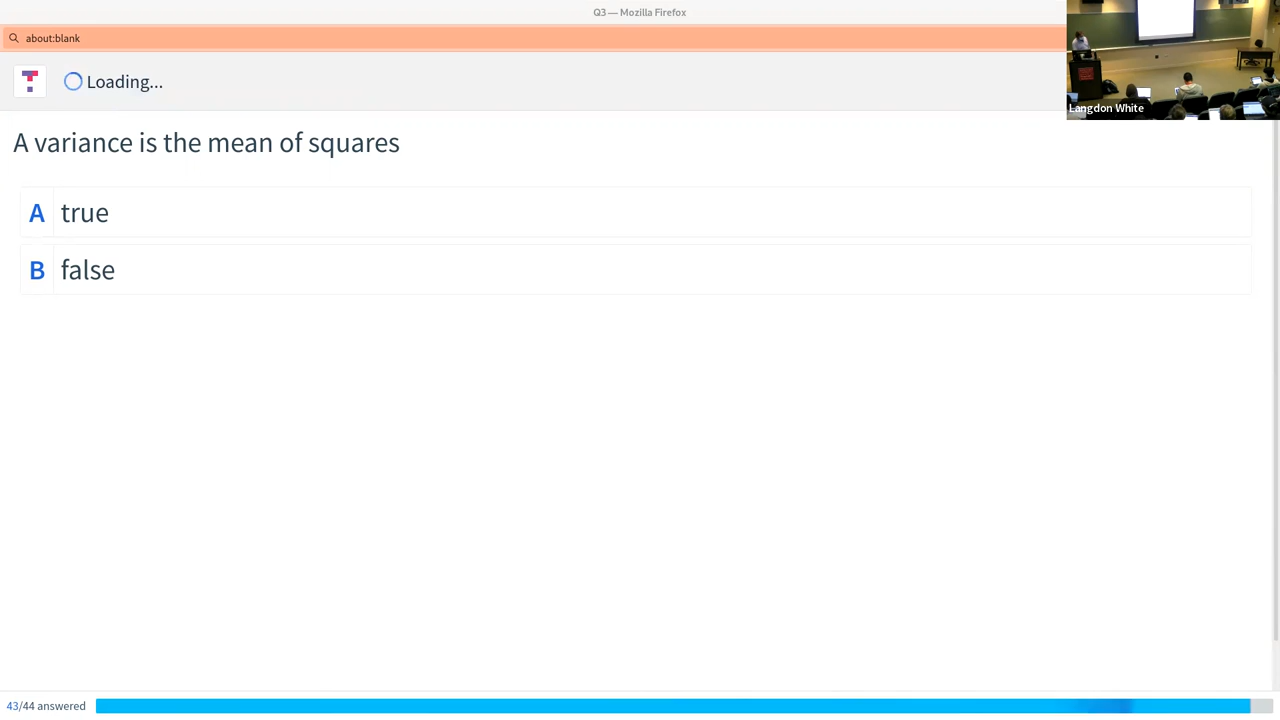 Q3 — Mozilla Firefox
about:blank
Loading...
Langdon White
A variance is the mean of squares
A true
B false
43/44 answered